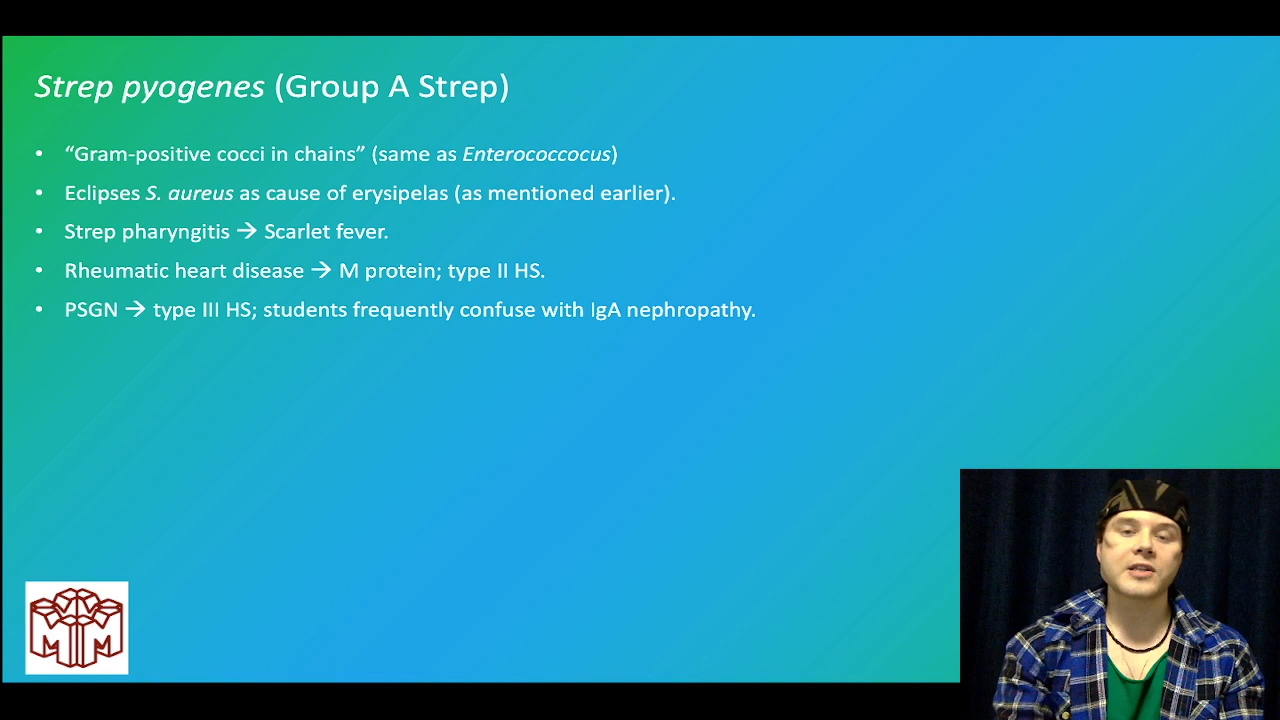 Strep pyogenes (Group A Strep)
• “Gram-positive cocci in chains” (same as Enterococcocus)
• Eclipses S. aureus as cause of erysipelas (as mentioned earlier).
• Strep pharyngitis → Scarlet fever.
• Rheumatic heart disease → M protein; type II HS.
• PSGN → type III HS; students frequently confuse with IgA nephropathy.
M M